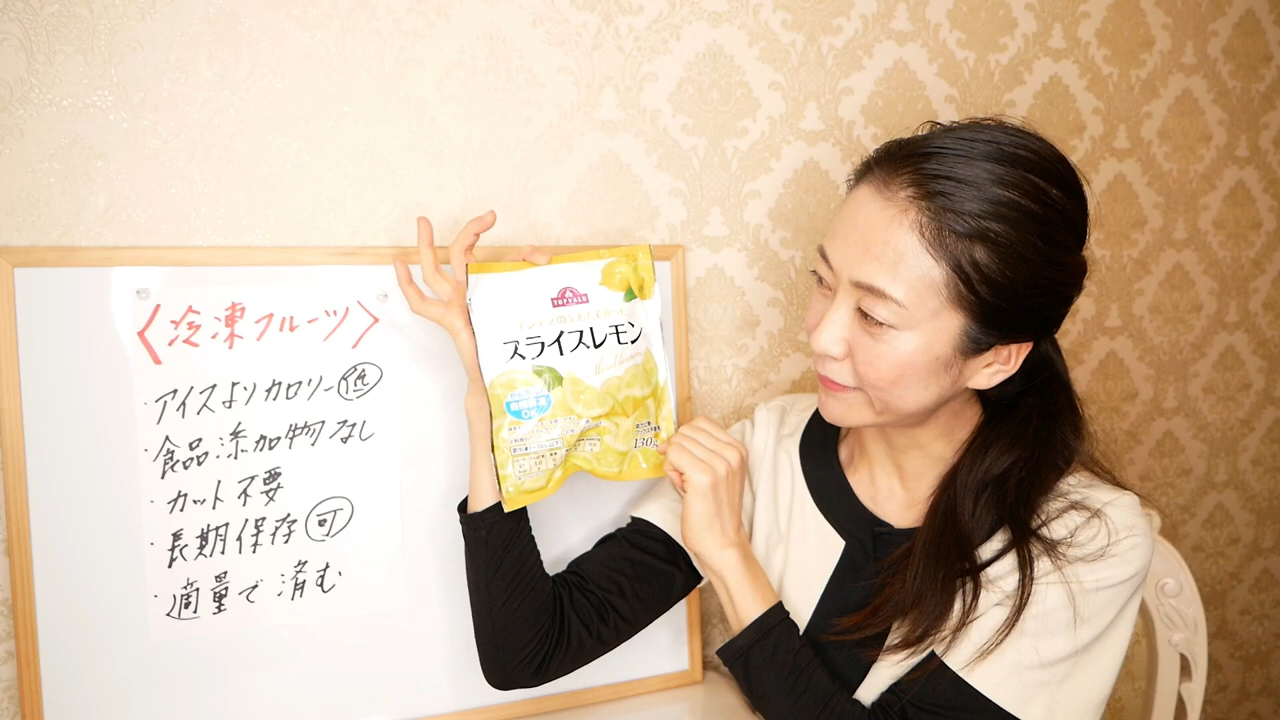 〈冷凍フルーツ〉
・アイスよりカロリー低
・食品添加物なし
・カット不要
・長期保存可
・適量で済む
TOPVALU
スライスレモン
OK
130g